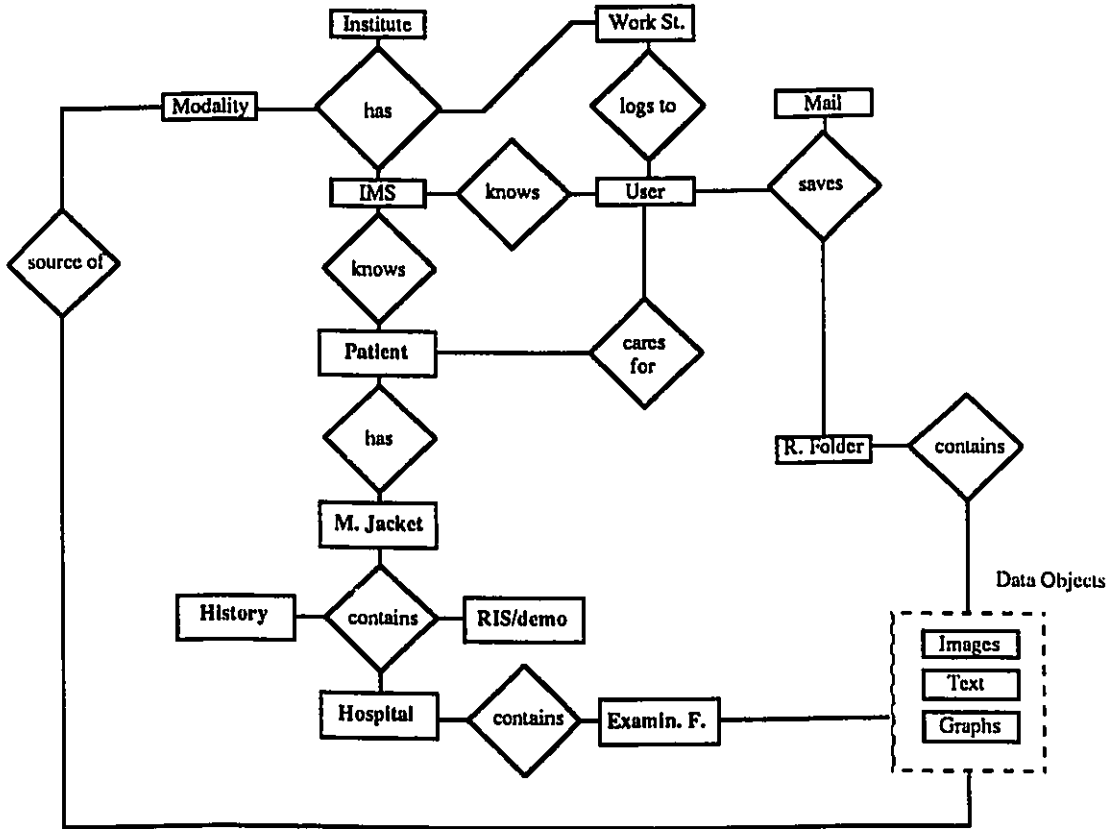 Institute
Work St.
Modality
has
logs to
Mail
IMS
knows
User
saves
source of
knows
Patient
cares
for
has
R. Folder
contains
M. Jacket
Data Objects
History
contains
RIS/demo
Images
Text
Hospital
contains
Examin. F.
Graphs